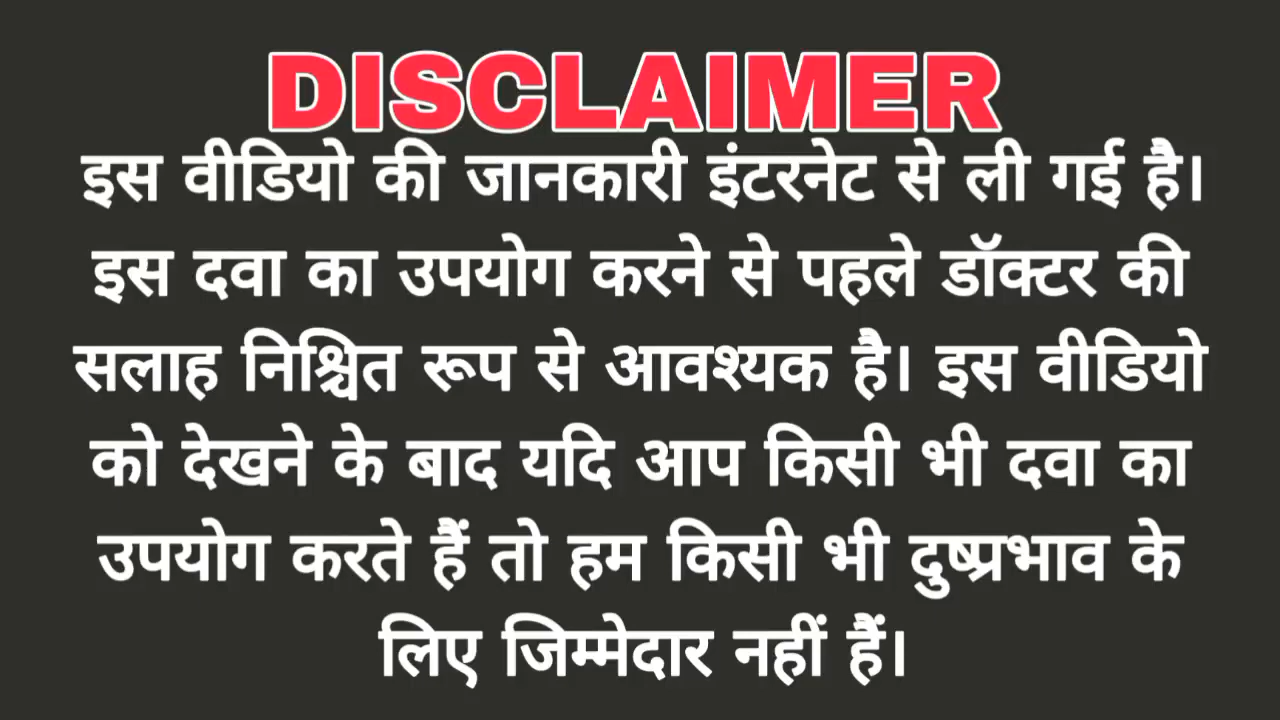 DISCLAIMER
इस वीडियो की जानकारी इंटरनेट से ली गई है।
इस दवा का उपयोग करने से पहले डॉक्टर की
सलाह निश्चित रूप से आवश्यक है। इस वीडियो
को देखने के बाद यदि आप किसी भी दवा का
उपयोग करते हैं तो हम किसी भी दुष्प्रभाव के
लिए जिम्मेदार नहीं हैं।